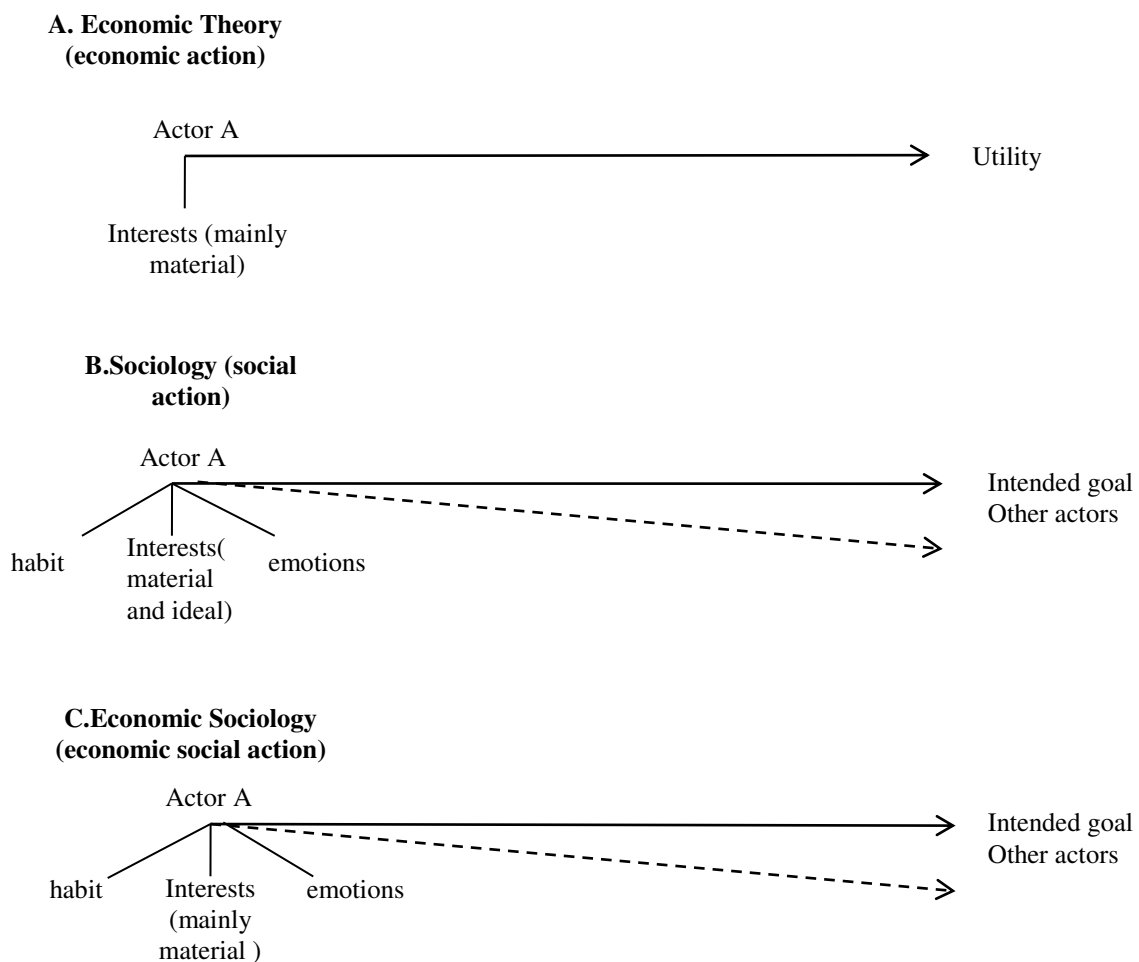 A. Economic Theory
(economic action)
Actor A
Utility
Interests (mainly
material)
B.Sociology (social
action)
Actor A
Intended goal
Other actors
habit
Interests(
material
and ideal)
emotions
C.Economic Sociology
(economic social action)
Actor A
Intended goal
Other actors
habit
Interests
(mainly
material )
emotions